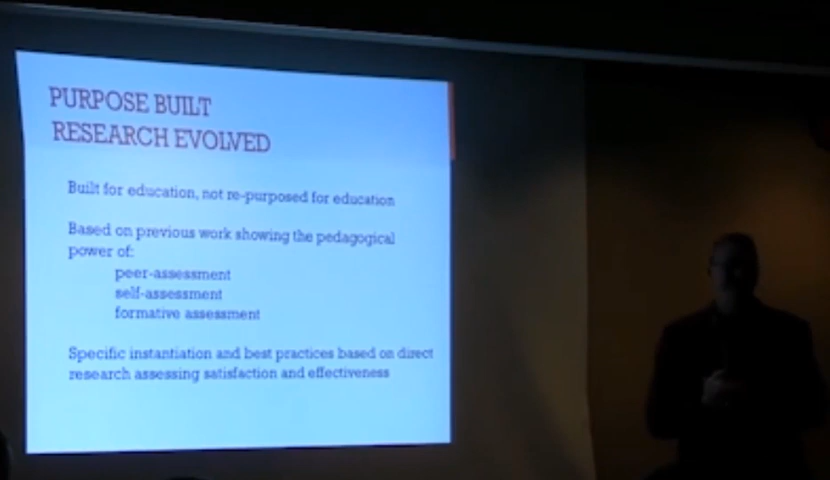 PURPOSE BUILT
RESEARCH EVOLVED
Built for education, not re-purposed for education
Based on previous work showing the pedagogical
power of:
peer-assessment
self-assessment
formative assessment
Specific instantiation and best practices based on direct
research assessing satisfaction and effectiveness